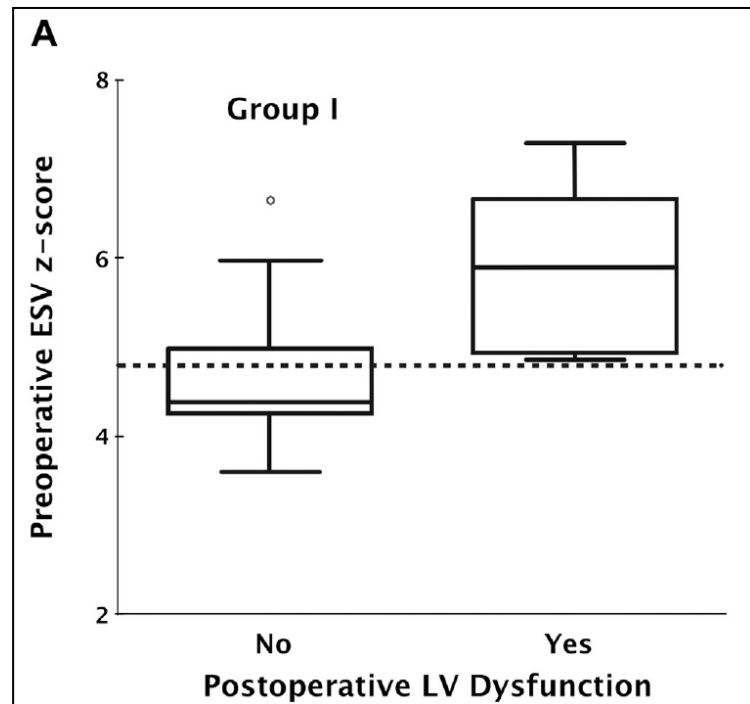 A
8
Group I
6
4
2
Preoperative ESV z-score
No Yes
Postoperative LV Dysfunction